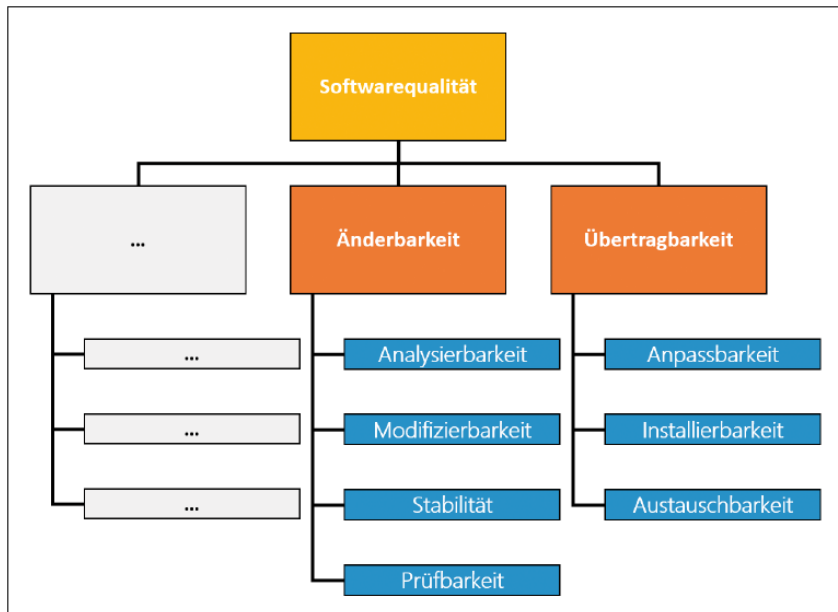 Softwarequalität
...
Änderbarkeit
Übertragbarkeit
...
...
...
Analysierbarkeit
Modifizierbarkeit
Stabilität
Prüfbarkeit
Anpassbarkeit
Installierbarkeit
Austauschbarkeit